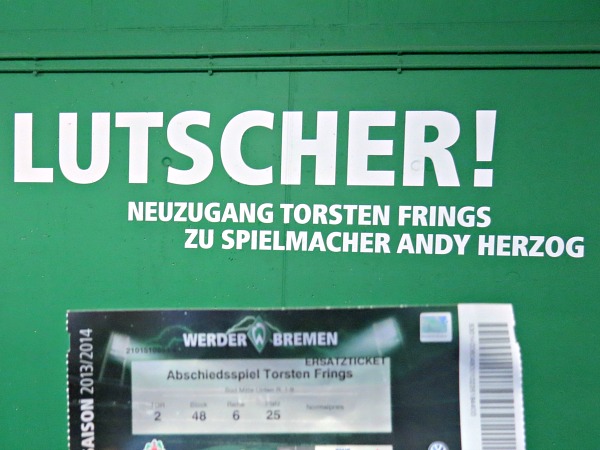 LUTSCHER!
NEUZUGANG TORSTEN FRINGS
ZU SPIELMACHER ANDY HERZOG
WERDER BREMEN
ERSATZTICKET
Abschiedsspiel Torsten Frings
Block Reihe Platz Normalpreis
2 48 6 25
SAISON 2013/2014